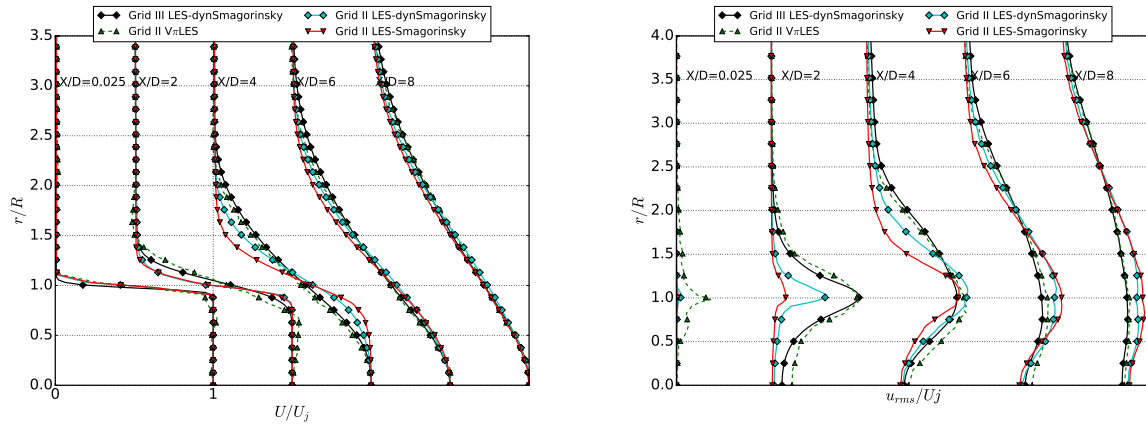 Grid III LES-dynSmagorinsky
Grid II VπLES
Grid II LES-dynSmagorinsky
Grid II LES-Smagorinsky
3.5
3.0
2.5
2.0
1.5
1.0
0.5
0.0
r/R
X/D=0.025
X/D=2
X/D=4
X/D=6
X/D=8
0
1
U/U_j
Grid III LES-dynSmagorinsky
Grid II VπLES
Grid II LES-dynSmagorinsky
Grid II LES-Smagorinsky
4.0
3.5
3.0
2.5
2.0
1.5
1.0
0.5
0.0
r/R
X/D=0.025
X/D=2
X/D=4
X/D=6
X/D=8
u_{rms}/Uj